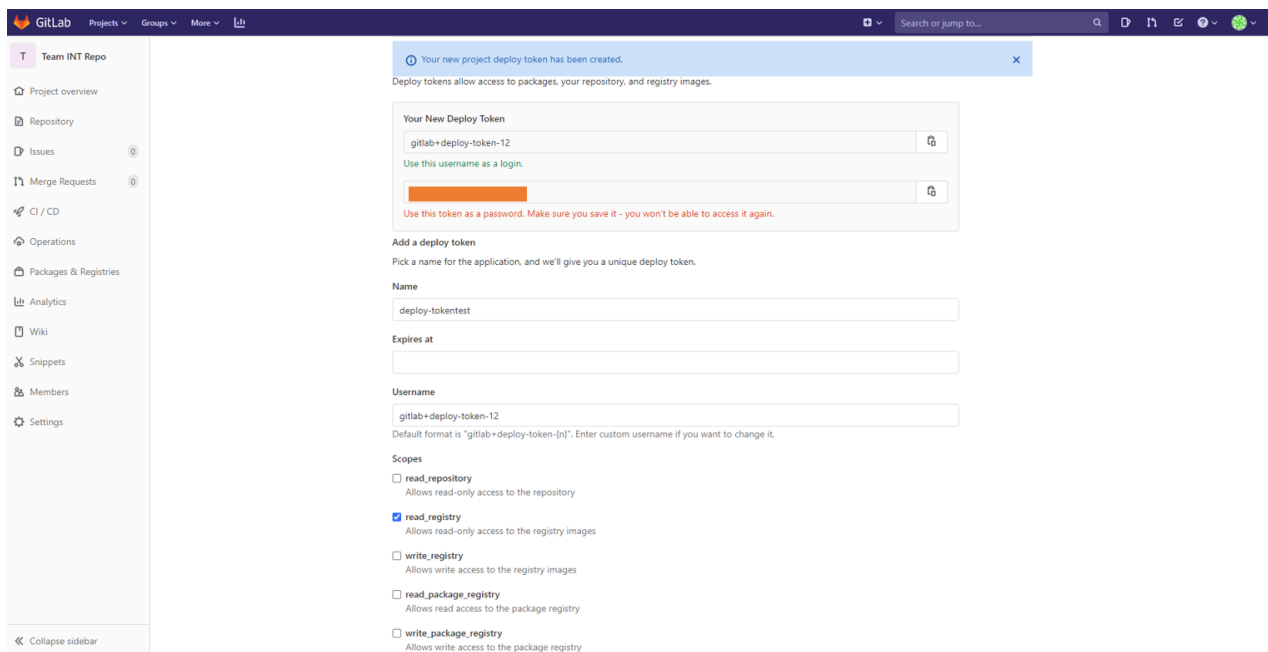 GitLab Projects Groups More Search or jump to...
T Team INT Repo
Project overview
Repository
Issues 0
Merge Requests 0
CI / CD
Operations
Packages & Registries
Analytics
Wiki
Snippets
Members
Settings
Collapse sidebar
Your new project deploy token has been created.
Deploy tokens allow access to packages, your repository, and registry images.
Your New Deploy Token
gitlab+deploy-token-12
Use this username as a login.
Use this token as a password. Make sure you save it - you won't be able to access it again.
Add a deploy token
Pick a name for the application, and we'll give you a unique deploy token.
Name
deploy-tokentest
Expires at
Username
gitlab+deploy-token-12
Default format is "gitlab+deploy-token-{n}". Enter custom username if you want to change it.
Scopes
read_repository
Allows read-only access to the repository
read_registry
Allows read-only access to the registry images
write_registry
Allows write access to the registry images
read_package_registry
Allows read access to the package registry
write_package_registry
Allows write access to the package registry